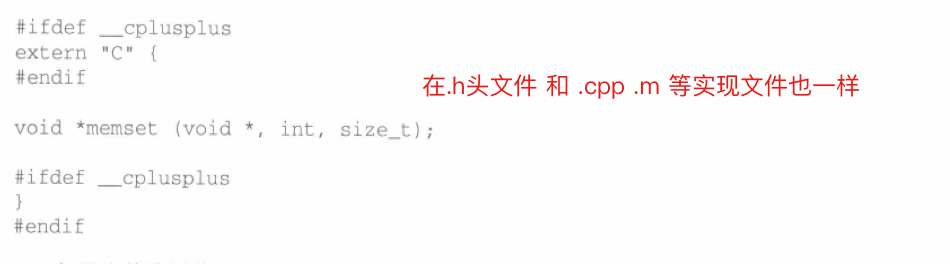 #ifdef __cplusplus
extern "C" {
#endif
在.h头文件 和 .cpp .m 等实现文件也一样
void *memset (void *, int, size_t);
#ifdef __cplusplus
}
#endif